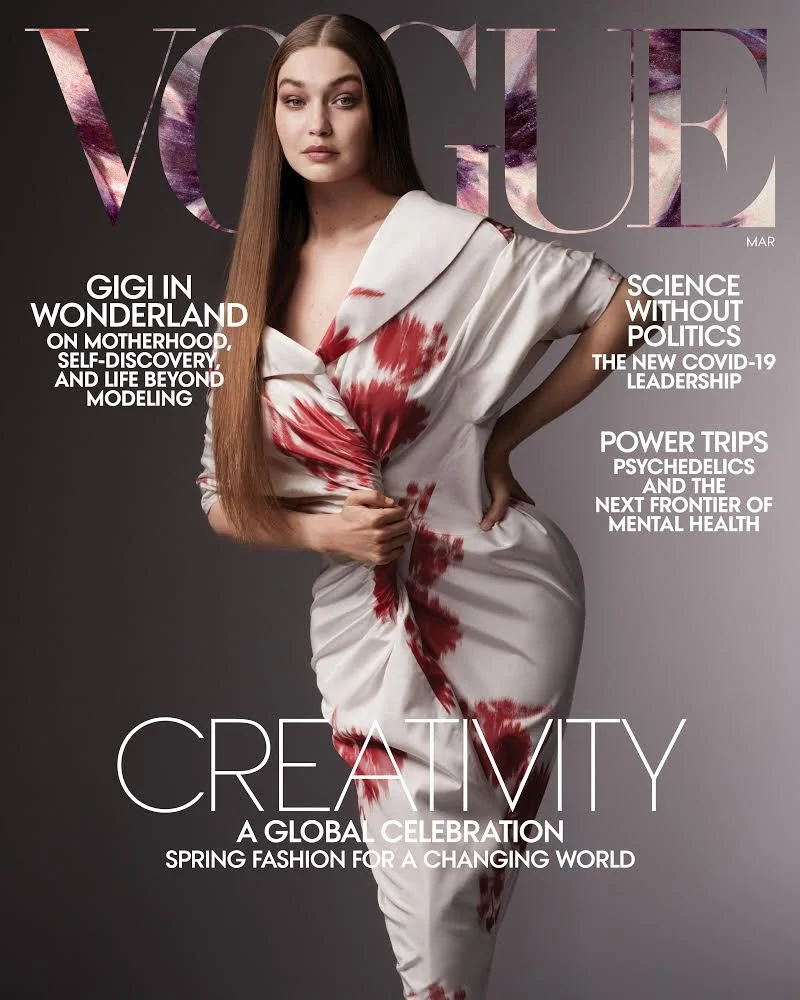 VOGUE
MAR
GIGI IN
WONDERLAND
ON MOTHERHOOD,
SELF-DISCOVERY,
AND LIFE BEYOND
MODELING
SCIENCE
WITHOUT
POLITICS
THE NEW COVID-19
LEADERSHIP
POWER TRIPS
PSYCHEDELICS
AND THE
NEXT FRONTIER OF
MENTAL HEALTH
CREATIVITY
A GLOBAL CELEBRATION
SPRING FASHION FOR A CHANGING WORLD